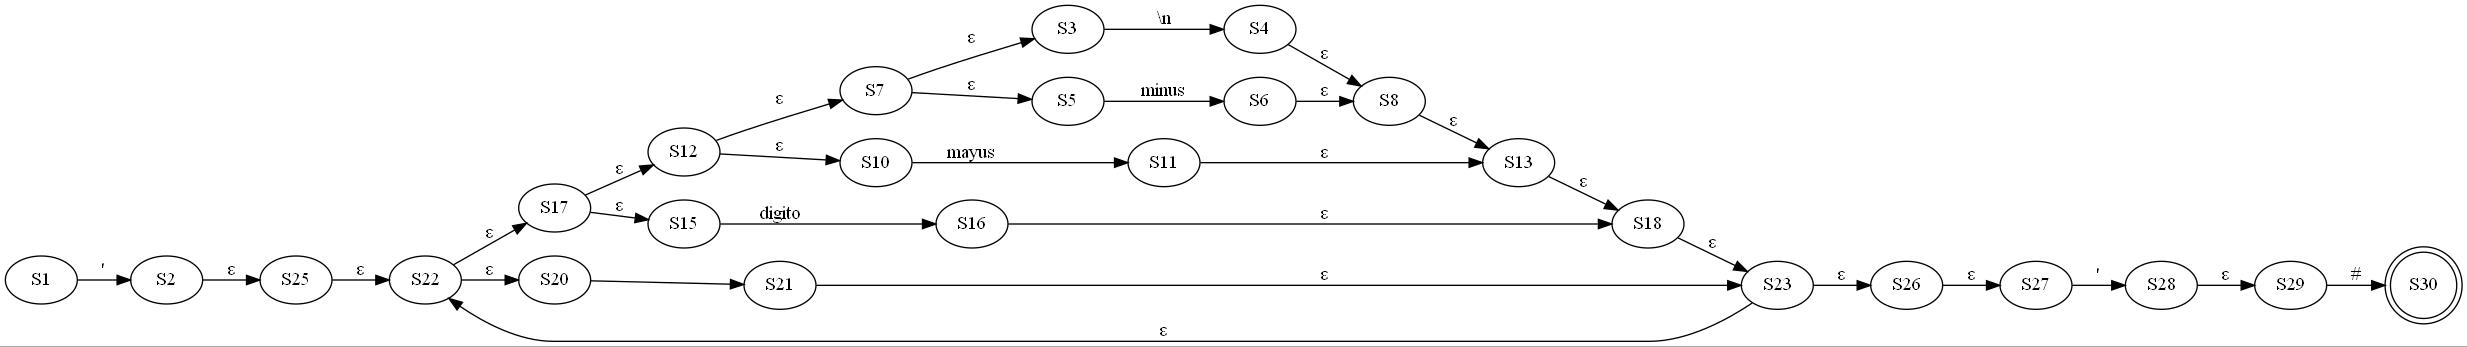 S3 \n S4
ε ε
S7 ε S5 minus S6 ε S8
ε ε
S12 ε S10 mayus S11 ε S13
ε ε
S17 ε S15 digito S16 ε S18
ε ε
S1 ' S2 ε S25 ε S22 ε S20 S21 ε S23 ε S26 ε S27 ' S28 ε S29 # S30
ε